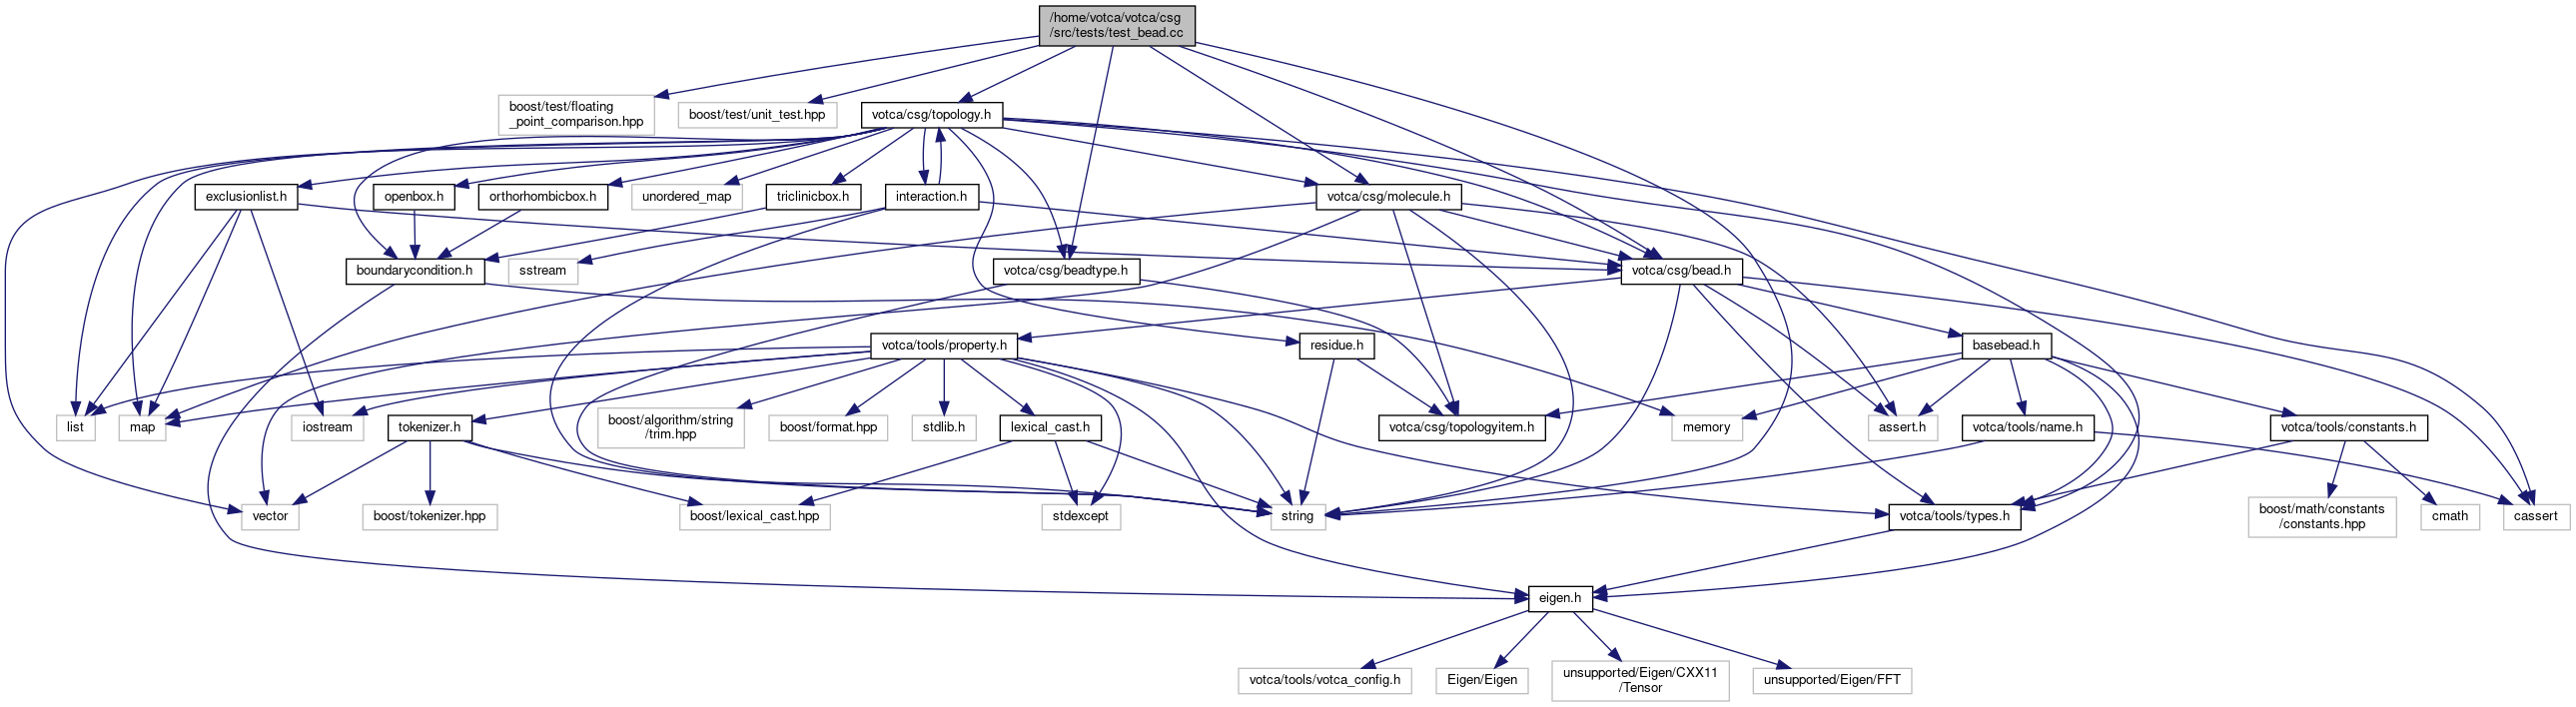 /home/votca/votca/csg
/src/tests/test_bead.cc
boost/test/floating
_point_comparison.hpp
boost/test/unit_test.hpp
votca/csg/topology.h
exclusionlist.h
openbox.h
orthorhombicbox.h
unordered_map
triclinicbox.h
interaction.h
votca/csg/molecule.h
boundarycondition.h
sstream
votca/csg/beadtype.h
votca/csg/bead.h
votca/tools/property.h
residue.h
basebead.h
list
map
iostream
tokenizer.h
boost/algorithm/string
/trim.hpp
boost/format.hpp
stdlib.h
lexical_cast.h
votca/csg/topologyitem.h
memory
assert.h
votca/tools/name.h
votca/tools/constants.h
vector
boost/tokenizer.hpp
boost/lexical_cast.hpp
stdexcept
string
votca/tools/types.h
boost/math/constants
/constants.hpp
cmath
cassert
eigen.h
votca/tools/votca_config.h
Eigen/Eigen
unsupported/Eigen/CXX11
/Tensor
unsupported/Eigen/FFT